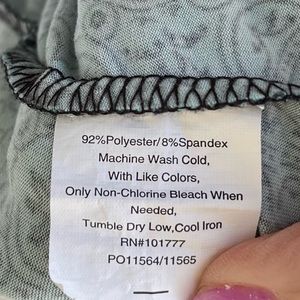 92%Polyester/8%Spandex
Machine Wash Cold,
With Like Colors,
Only Non-Chlorine Bleach When
Needed,
Tumble Dry Low,Cool Iron
RN#101777
PO11564/11565